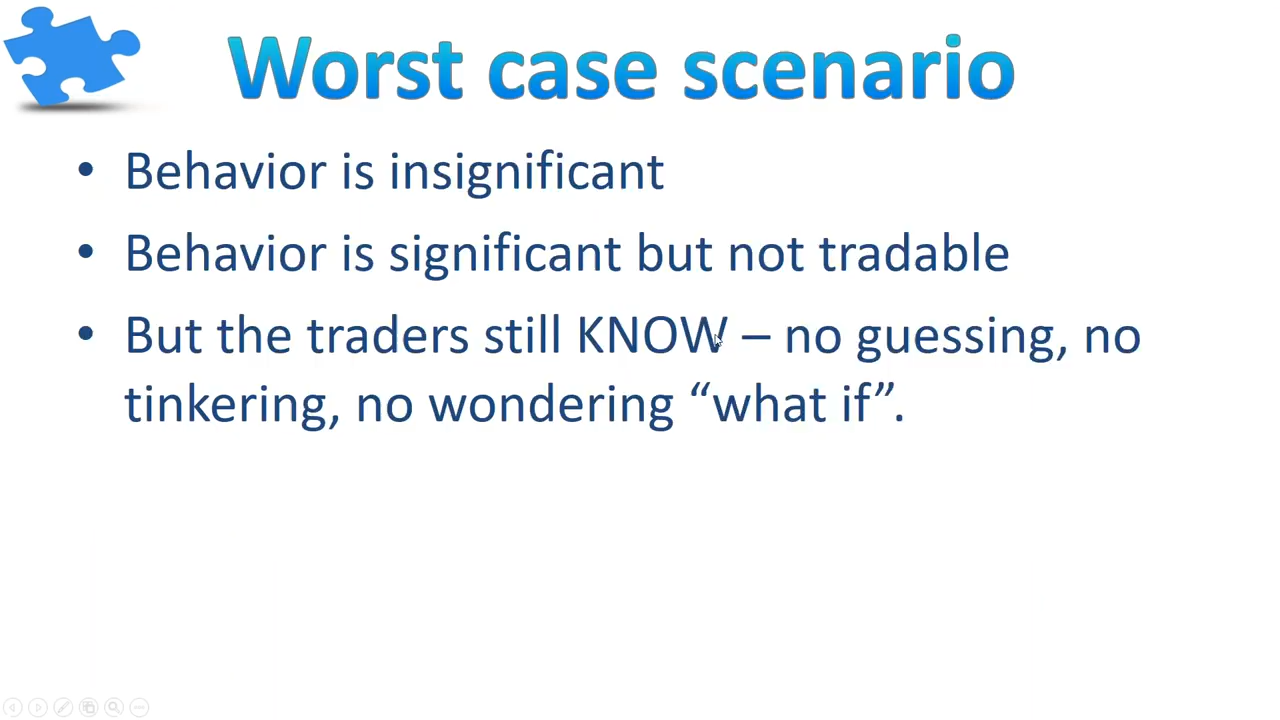 Worst case scenario
• Behavior is insignificant
• Behavior is significant but not tradable
• But the traders still KNOW – no guessing, no
tinkering, no wondering “what if”.